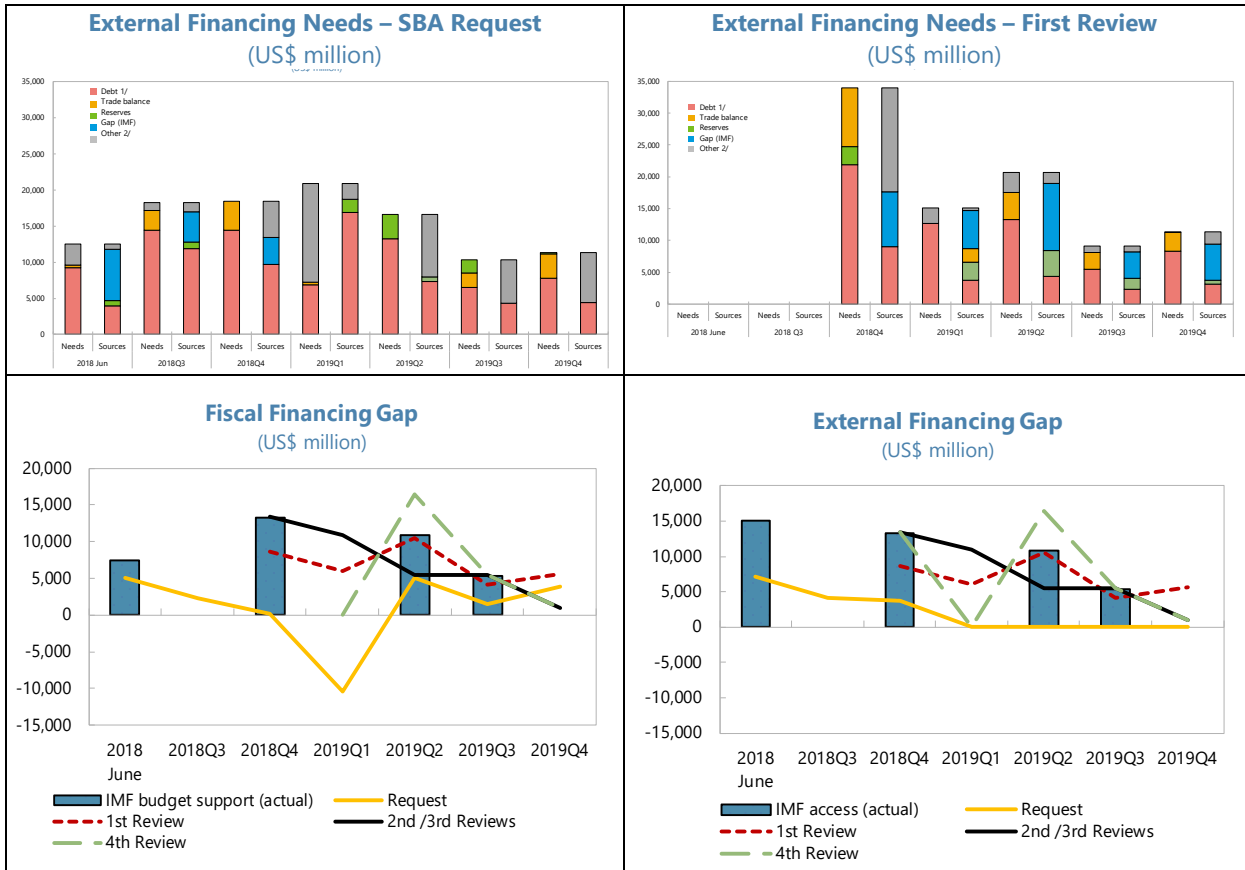 External Financing Needs – SBA Request
(US$ million)
35,000
30,000
25,000
20,000
15,000
10,000
5,000
0
Debt 1/
Trade balance
Reserves
Gap (IMF)
Other 2/
Needs Sources Needs Sources Needs Sources Needs Sources Needs Sources Needs Sources Needs Sources
2018 Jun 2018Q3 2018Q4 2019Q1 2019Q2 2019Q3 2019Q4
External Financing Needs – First Review
(US$ million)
35,000
30,000
25,000
20,000
15,000
10,000
5,000
0
Debt 1/
Trade balance
Reserves
Gap (IMF)
Other 2/
Needs Sources Needs Sources Needs Sources Needs Sources Needs Sources Needs Sources Needs Sources
2018 June 2018 Q3 2018Q4 2019Q1 2019Q2 2019Q3 2019Q4
Fiscal Financing Gap
(US$ million)
20,000
15,000
10,000
5,000
0
-5,000
-10,000
-15,000
2018 2018Q3 2018Q4 2019Q1 2019Q2 2019Q3 2019Q4
June
IMF budget support (actual) Request
1st Review 2nd /3rd Reviews
4th Review
External Financing Gap
(US$ million)
20,000
15,000
10,000
5,000
0
-5,000
-10,000
-15,000
2018 2018Q3 2018Q4 2019Q1 2019Q2 2019Q3 2019Q4
June
IMF access (actual) Request
1st Review 2nd /3rd Reviews
4th Review